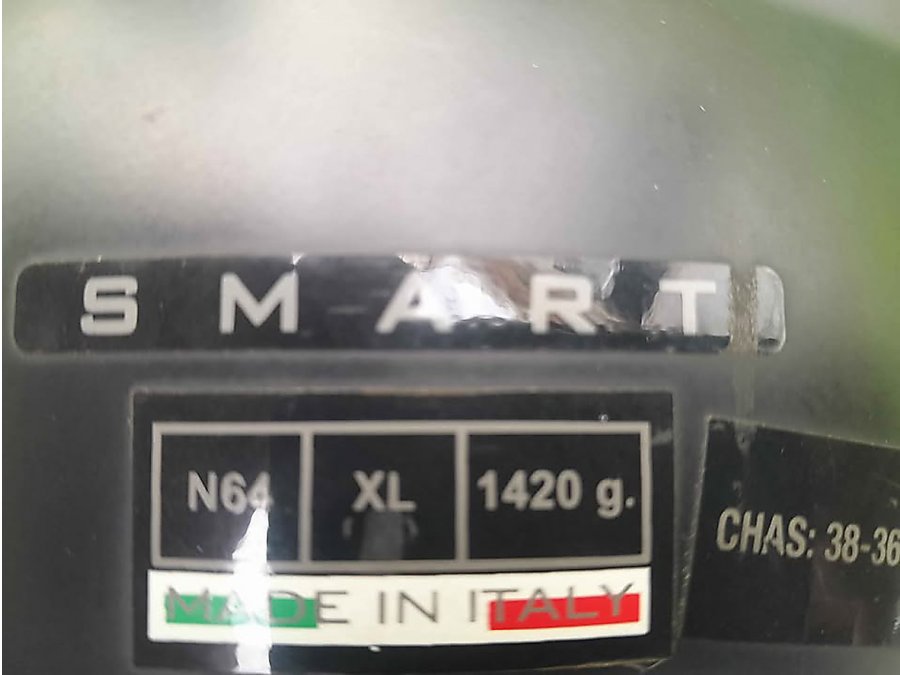 SMART
N64 XL 1420 g.
CHAS: 38-36
MADE IN ITALY